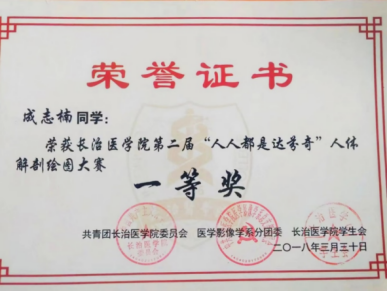 荣誉证书
成志楠同学:
荣获长治医学院第二届“人人都是达芬奇”人体
解剖绘图大赛
一等奖
共青团长治医学院委员会 医学影像学系分团委 长治医学院学生会
二〇一八年三月三十日